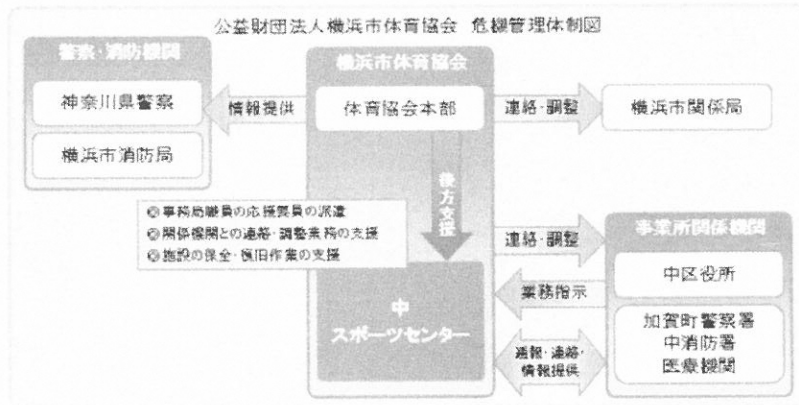 公益財団法人横浜市体育協会 危機管理体制図
警察・消防機関
神奈川県警察
横浜市消防局
情報提供
横浜市体育協会
体育協会本部
連絡・調整
横浜市関係局
後方支援
◎事務局職員の応援要員の派遣
◎関係機関との連絡・調整業務の支援
◎施設の保全・復旧作業の支援
中
スポーツセンター
連絡・調整
業務指示
通報・連絡・
情報提供
事業所関係機関
中区役所
加賀町警察署
中消防署
医療機関